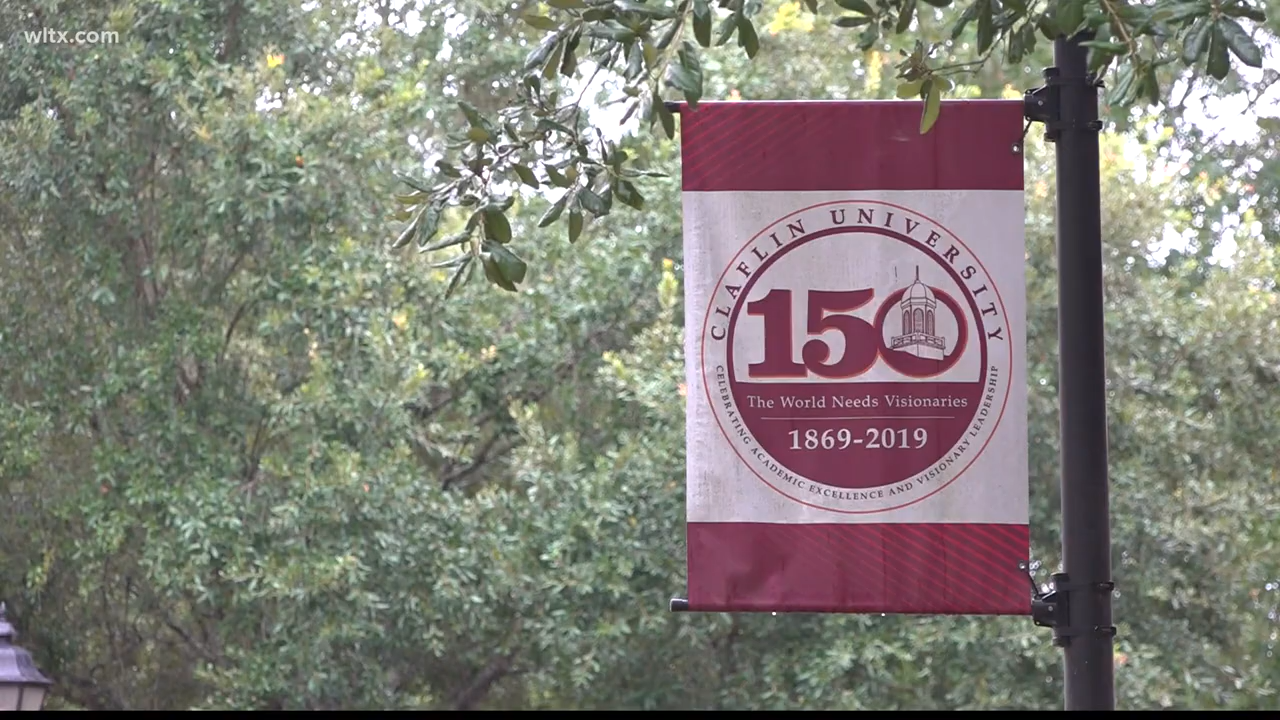 wltx.com
CLAFLIN UNIVERSITY
150
The World Needs Visionaries
1869-2019
CELEBRATING ACADEMIC EXCELLENCE AND VISIONARY LEADERSHIP